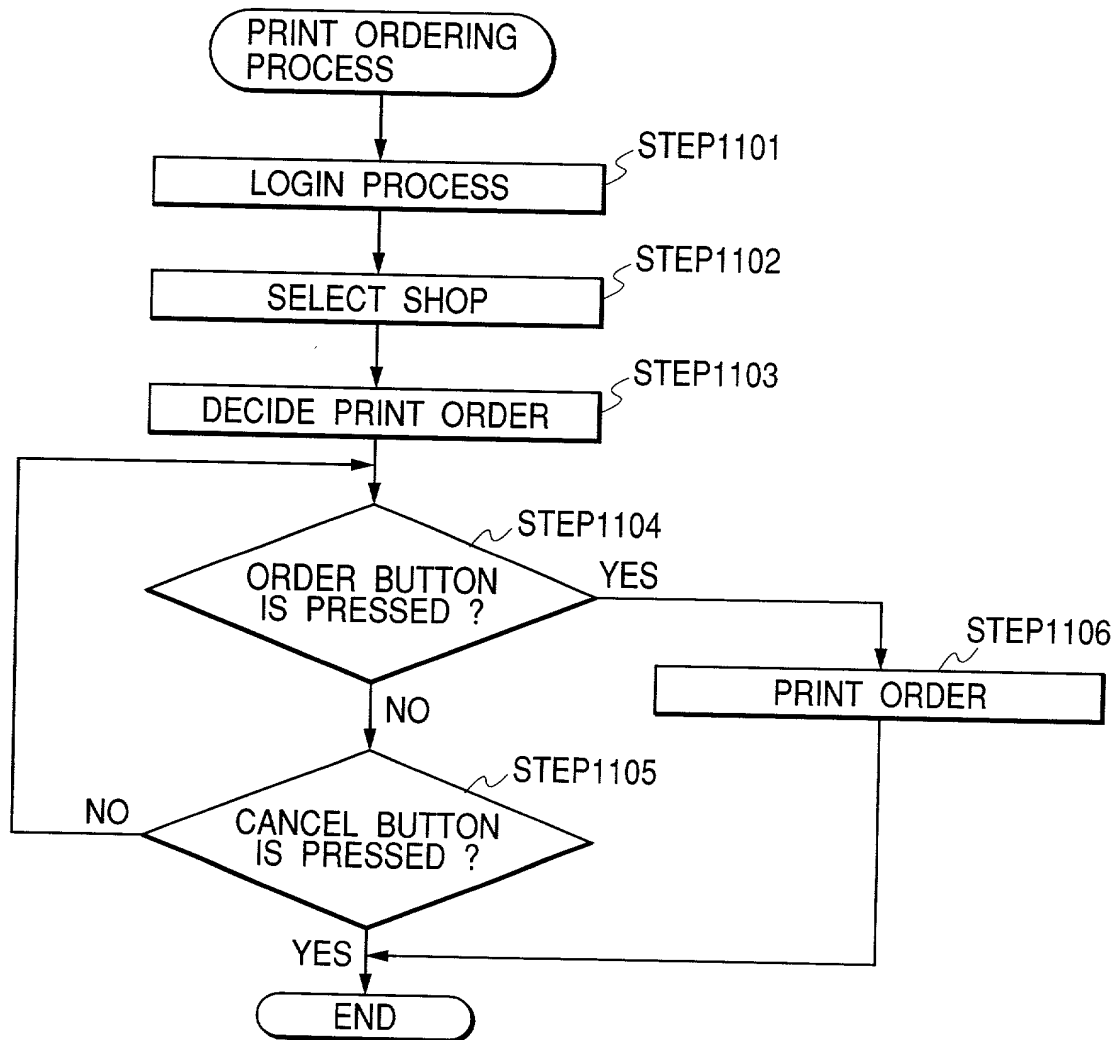 PRINT ORDERING
PROCESS
STEP1101
LOGIN PROCESS
STEP1102
SELECT SHOP
STEP1103
DECIDE PRINT ORDER
STEP1104
ORDER BUTTON
IS PRESSED ?
YES
STEP1106
PRINT ORDER
NO
STEP1105
CANCEL BUTTON
IS PRESSED ?
NO
YES
END